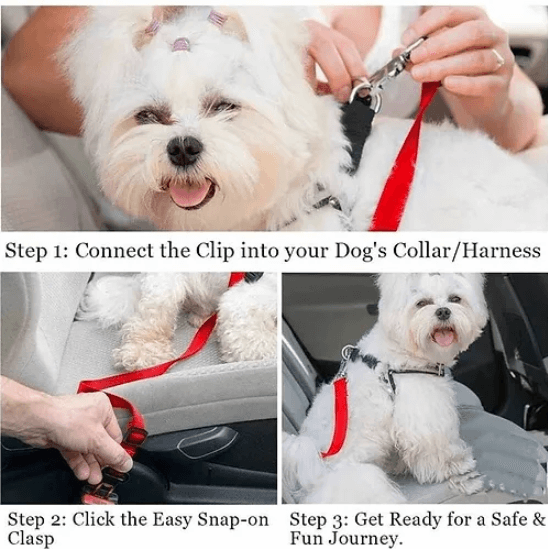 Step 1: Connect the Clip into your Dog's Collar/Harness
Step 2: Click the Easy Snap-on
Clasp
Step 3: Get Ready for a Safe &
Fun Journey.